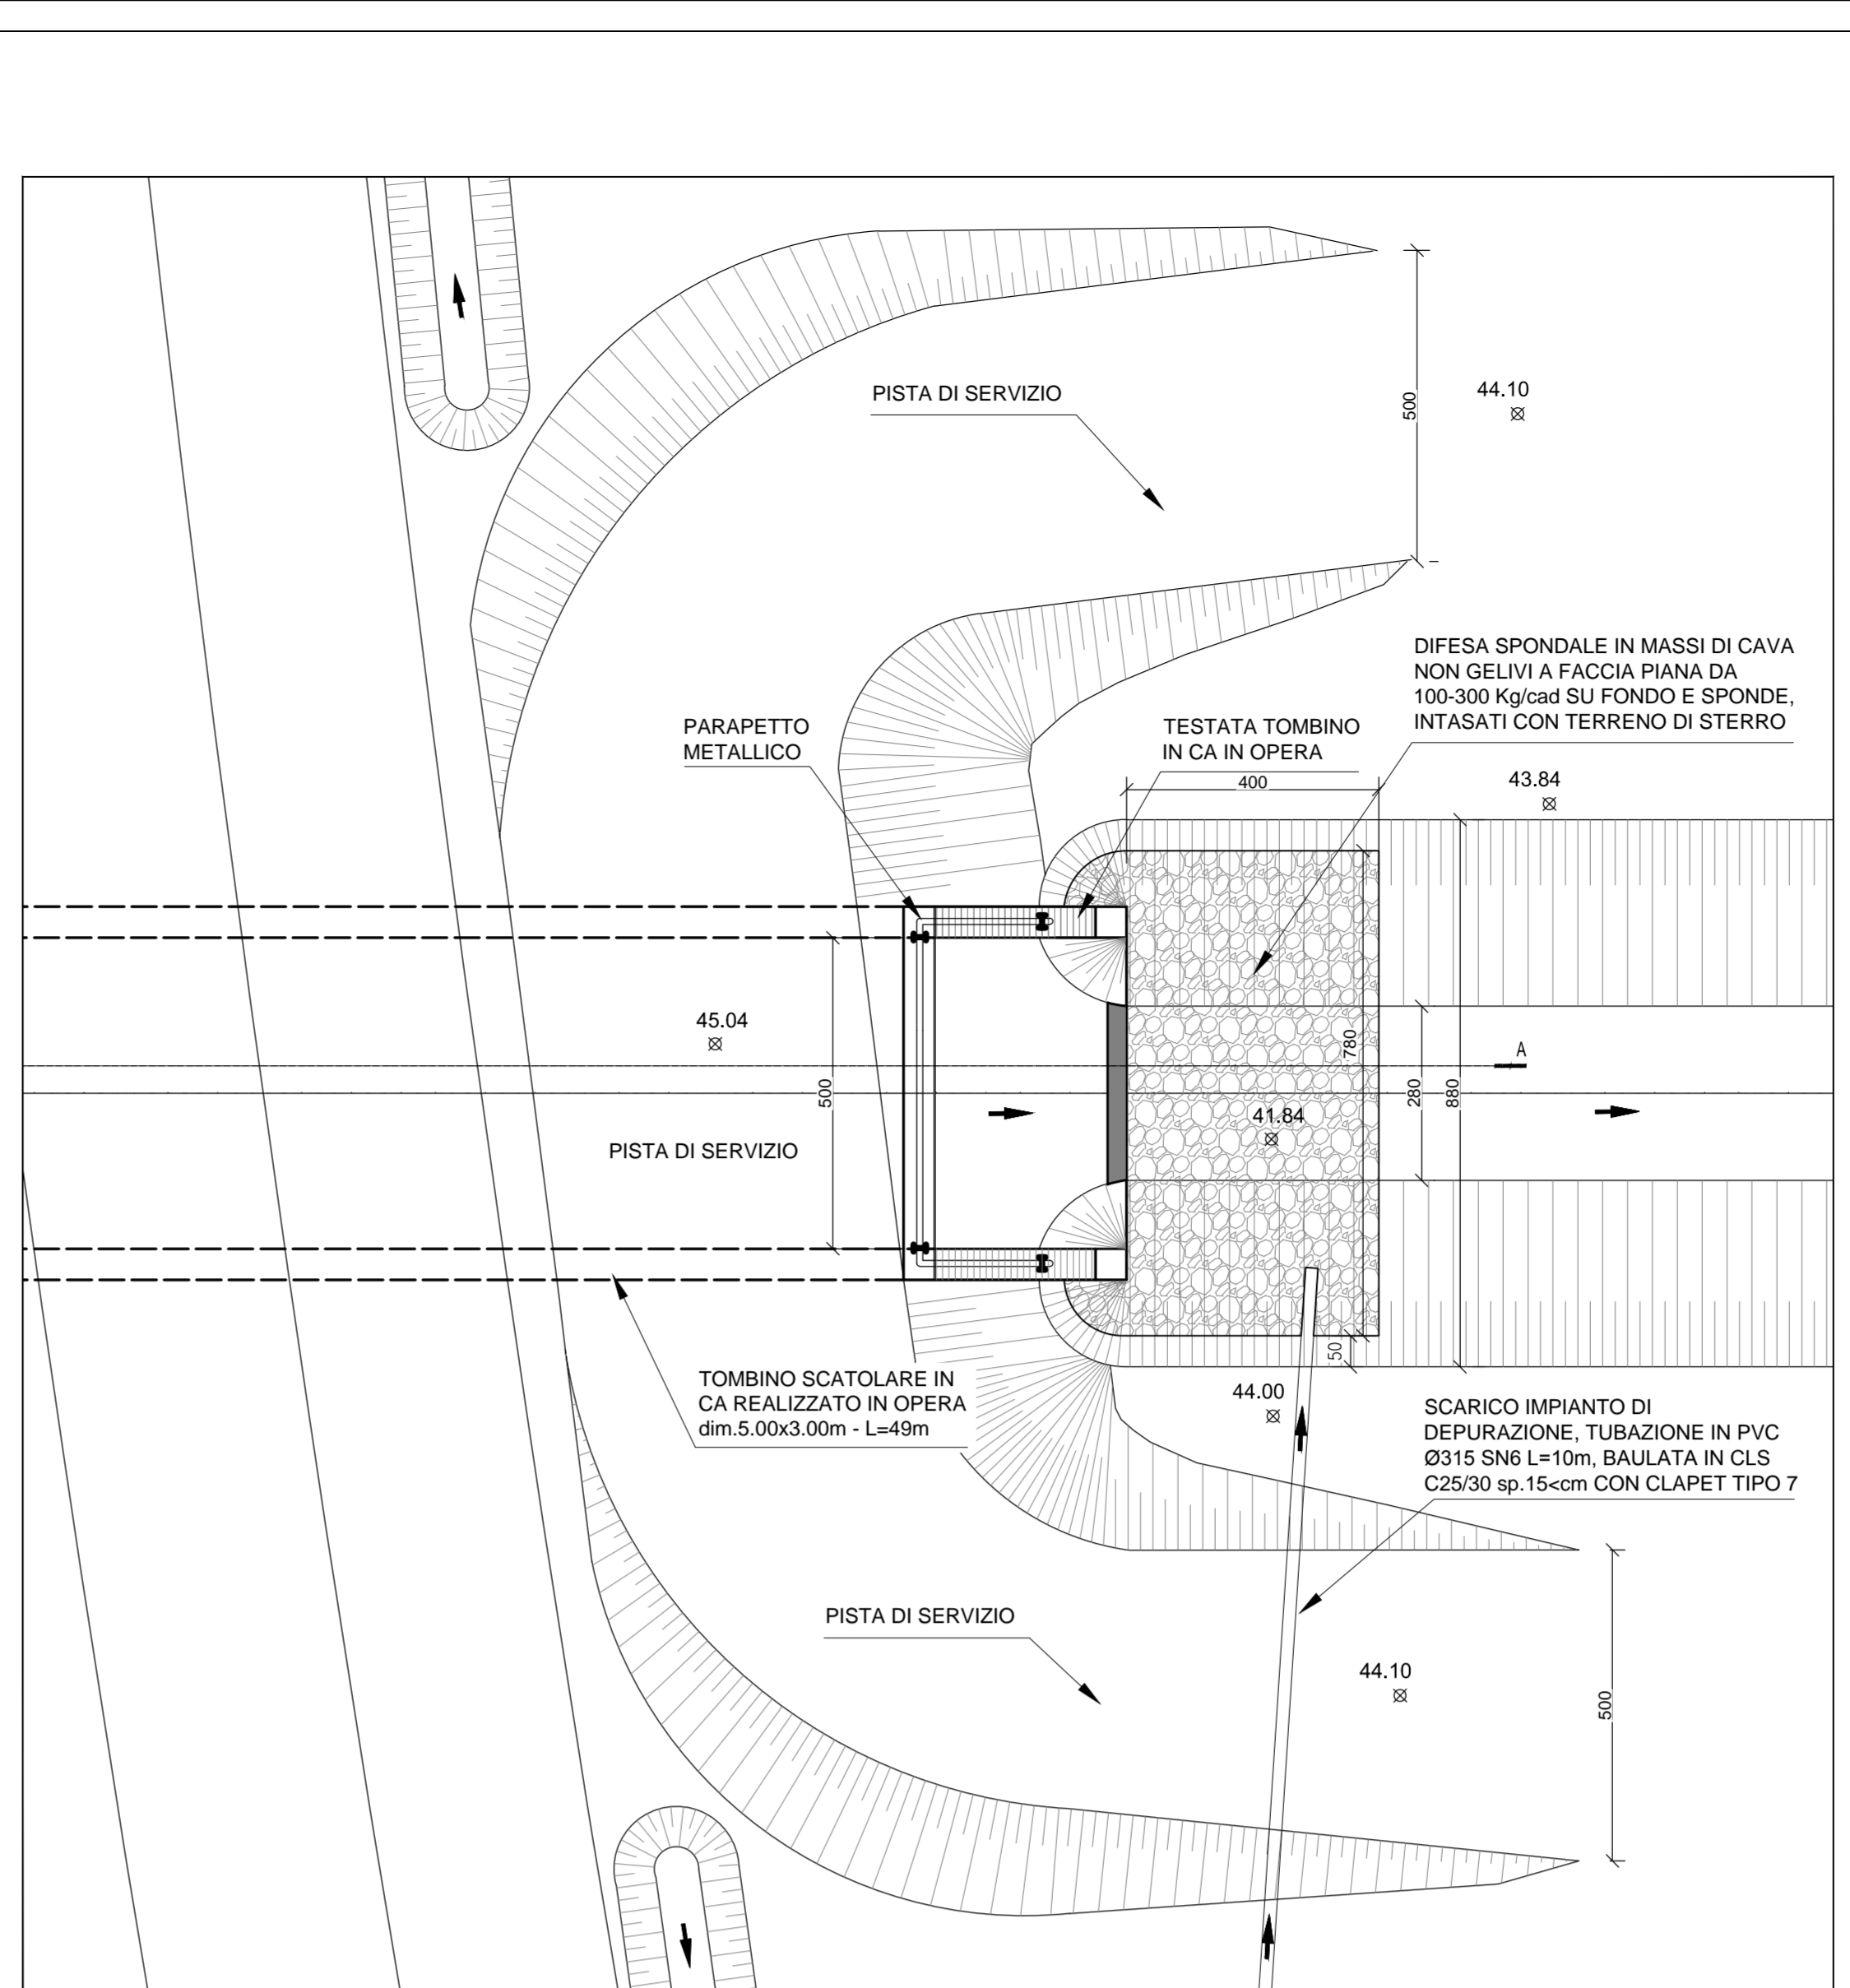 PISTA DI SERVIZIO
500
44.10
DIFESA SPONDALE IN MASSI DI CAVA
NON GELIVI A FACCIA PIANA DA
100-300 Kg/cad SU FONDO E SPONDE,
INTASATI CON TERRENO DI STERRO
PARAPETTO
METALLICO
TESTATA TOMBINO
IN CA IN OPERA
400
43.84
45.04
500
780
280
880
A
41.84
PISTA DI SERVIZIO
50
TOMBINO SCATOLARE IN
CA REALIZZATO IN OPERA
dim.5.00x3.00m - L=49m
44.00
SCARICO IMPIANTO DI
DEPURAZIONE, TUBAZIONE IN PVC
Ø315 SN6 L=10m, BAULATA IN CLS
C25/30 sp.15<cm CON CLAPET TIPO 7
PISTA DI SERVIZIO
44.10
500